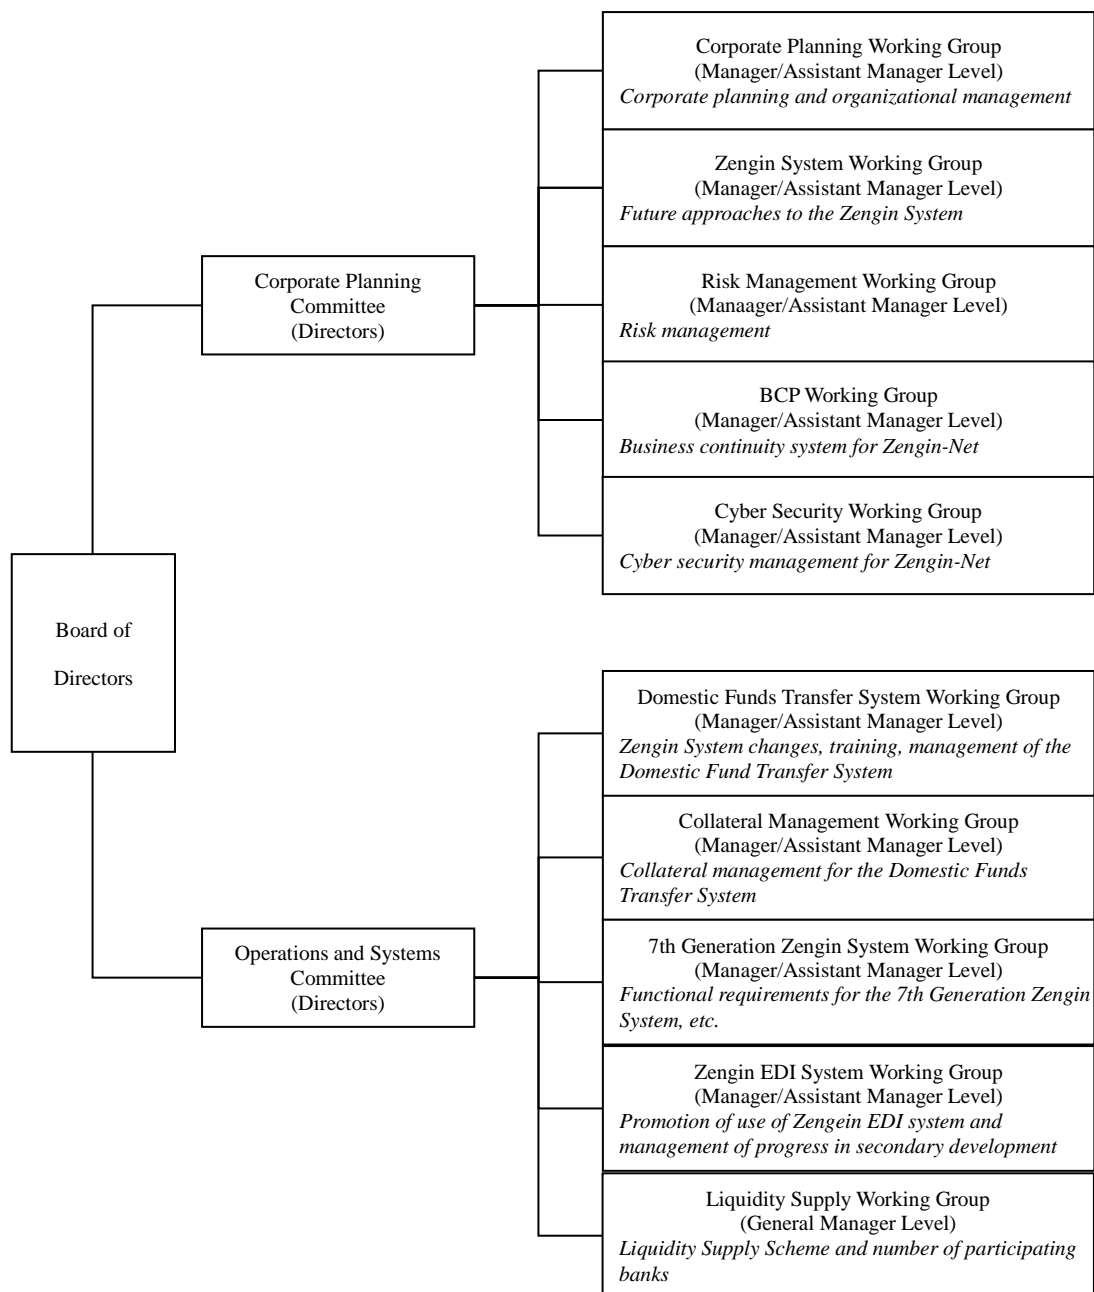 Corporate Planning Working Group
(Manager/Assistant Manager Level)
Corporate planning and organizational management
Zengin System Working Group
(Manager/Assistant Manager Level)
Future approaches to the Zengin System
Corporate Planning
Committee
(Directors)
Risk Management Working Group
(Manaager/Assistant Manager Level)
Risk management
BCP Working Group
(Manager/Assistant Manager Level)
Business continuity system for Zengin-Net
Cyber Security Working Group
(Manager/Assistant Manager Level)
Cyber security management for Zengin-Net
Board of
Directors
Domestic Funds Transfer System Working Group
(Manager/Assistant Manager Level)
Zengin System changes, training, management of the
Domestic Fund Transfer System
Collateral Management Working Group
(Manager/Assistant Manager Level)
Collateral management for the Domestic Funds
Transfer System
Operations and Systems
Committee
(Directors)
7th Generation Zengin System Working Group
(Manager/Assistant Manager Level)
Functional requirements for the 7th Generation Zengin
System, etc.
Zengin EDI System Working Group
(Manager/Assistant Manager Level)
Promotion of use of Zengein EDI system and
management of progress in secondary development
Liquidity Supply Working Group
(General Manager Level)
Liquidity Supply Scheme and number of participating
banks